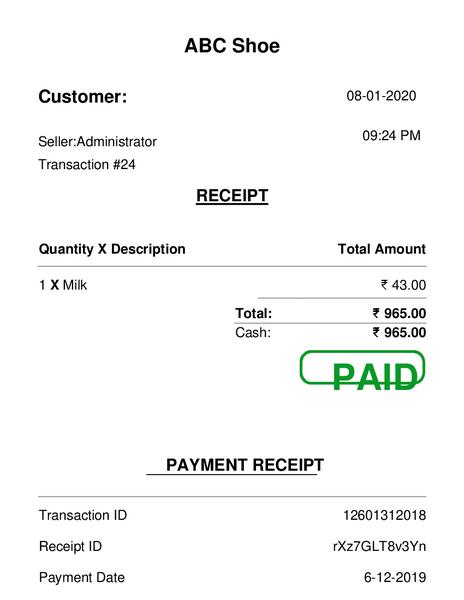 ABC Shoe
Customer: 08-01-2020
Seller:Administrator 09:24 PM
Transaction #24
RECEIPT
Quantity X Description Total Amount
1 X Milk ₹ 43.00
Total: ₹ 965.00
Cash: ₹ 965.00
PAID
PAYMENT RECEIPT
Transaction ID 12601312018
Receipt ID rXz7GLT8v3Yn
Payment Date 6-12-2019